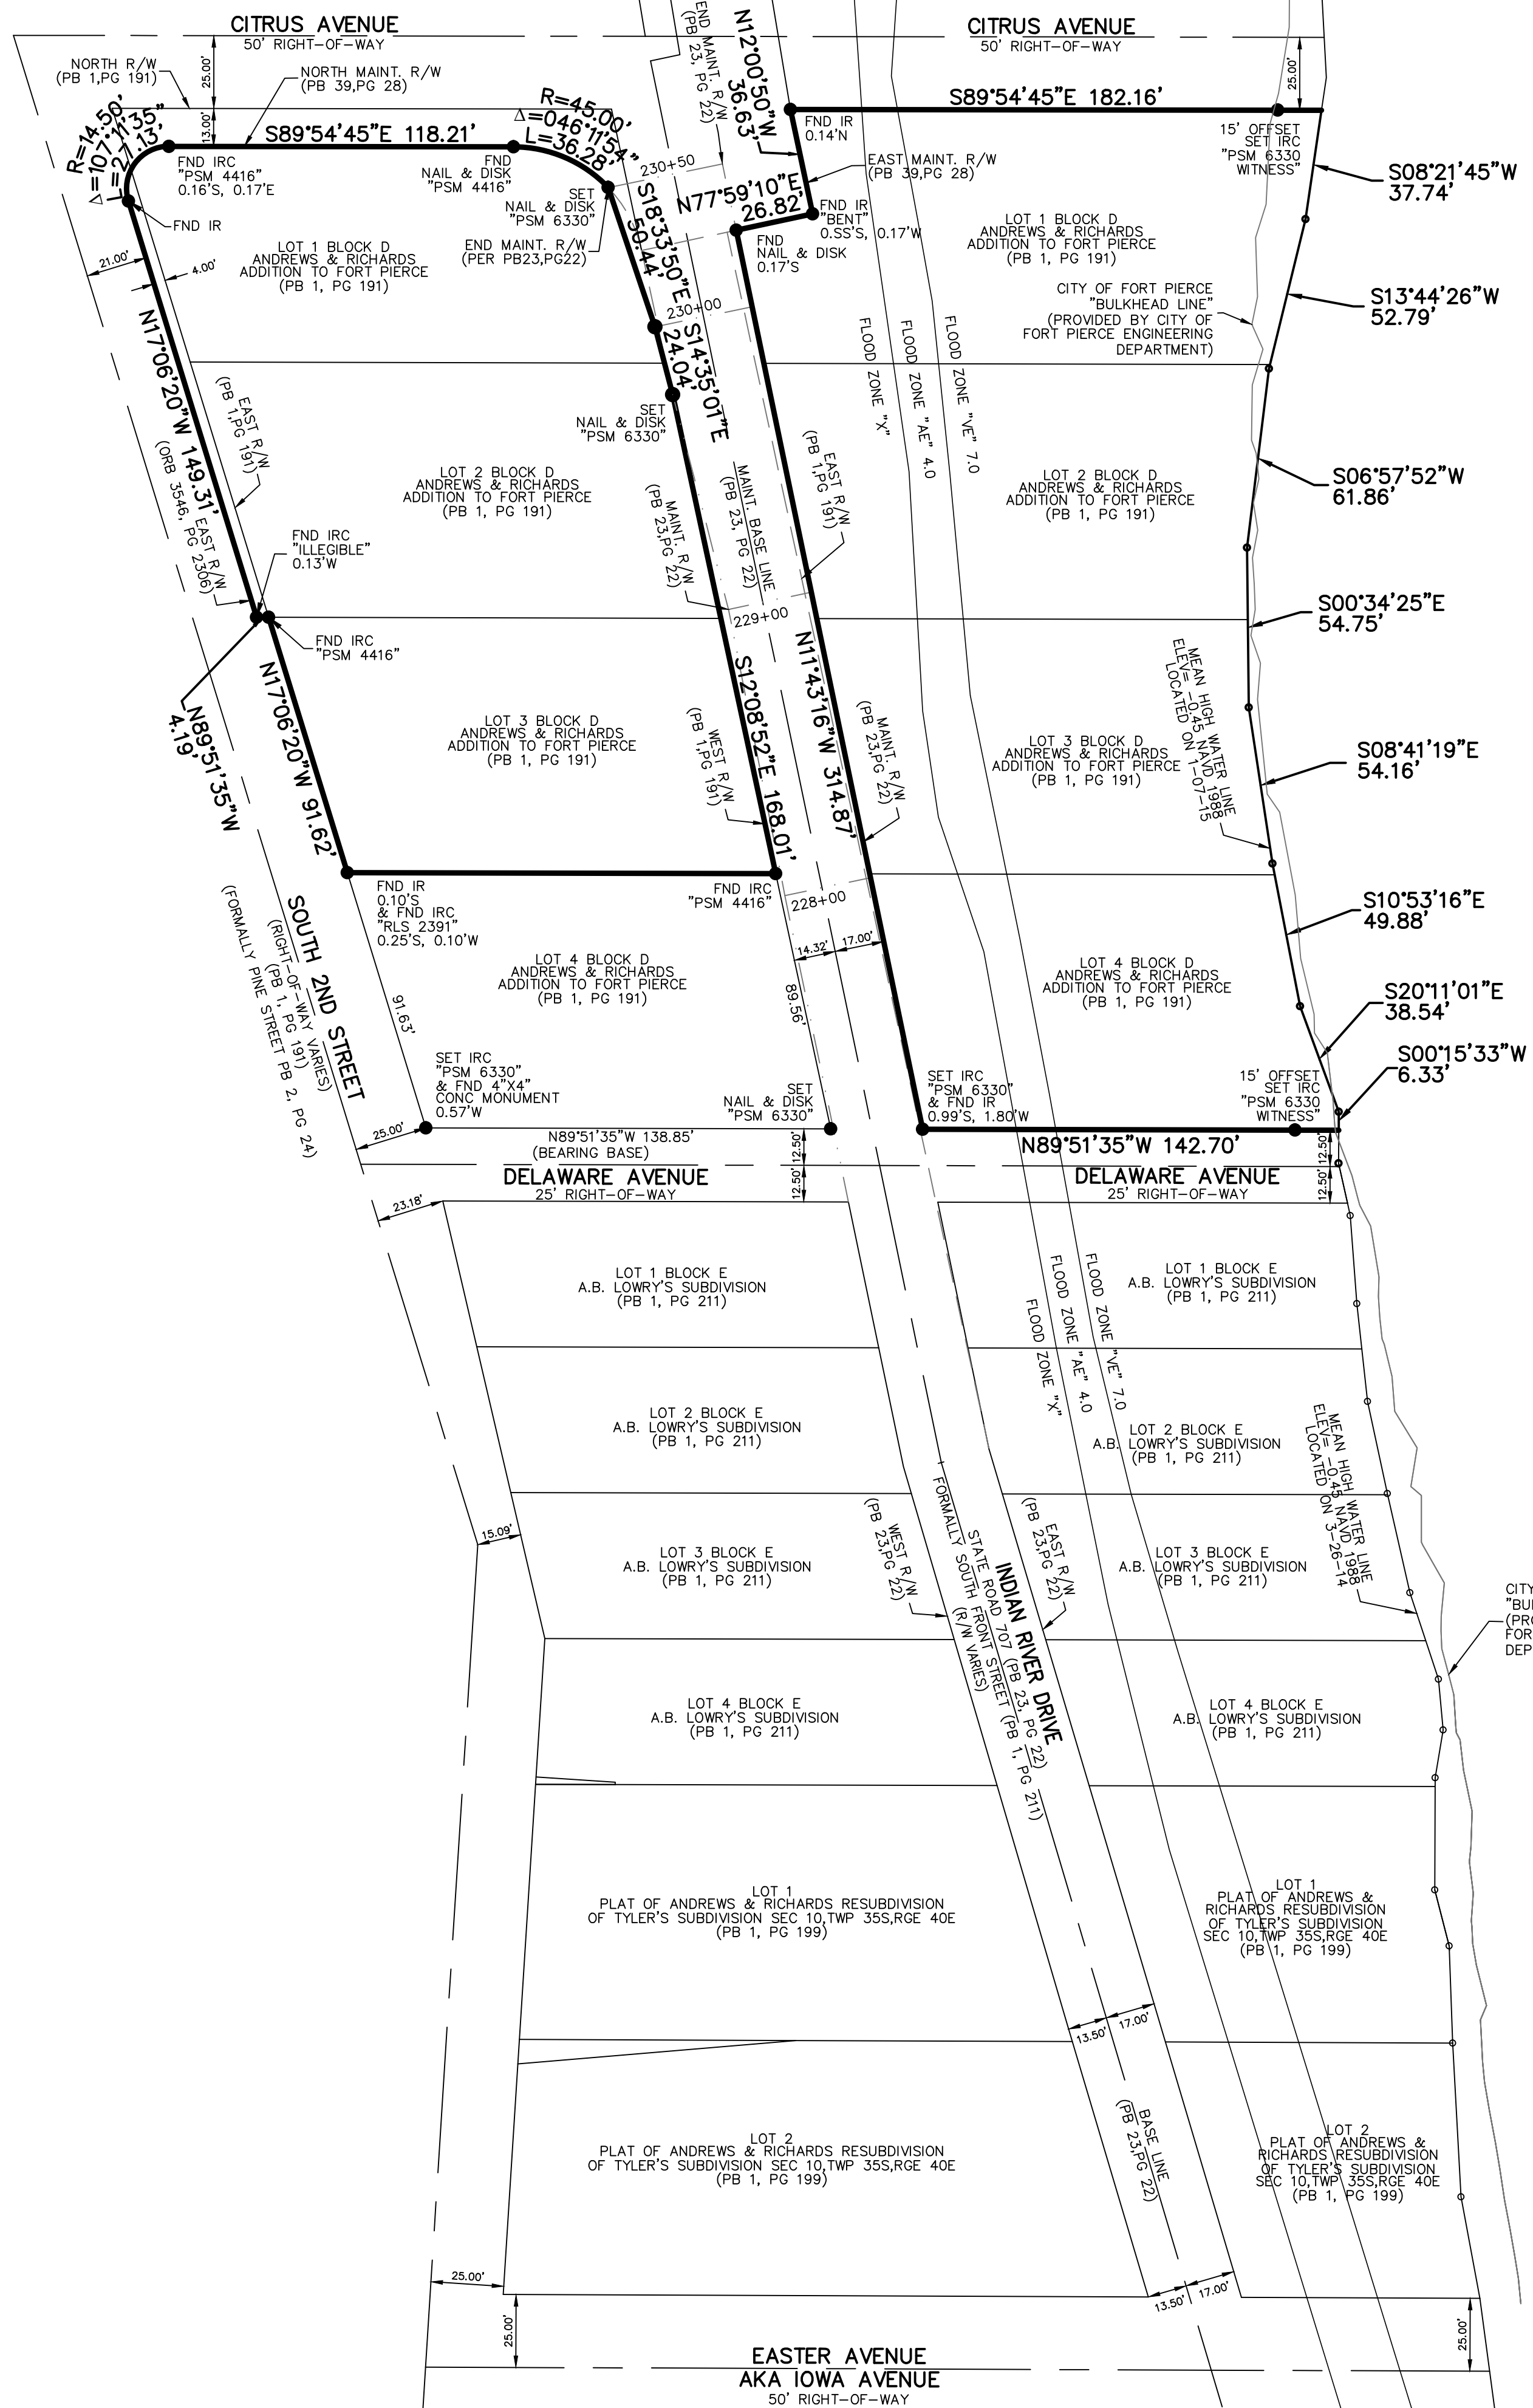 CITRUS AVENUE
50' RIGHT-OF-WAY
CITRUS AVENUE
50' RIGHT-OF-WAY
NORTH R/W
(PB 1,PG 191)
25.00'
13.00'
NORTH MAINT. R/W
(PB 39,PG 28)
END MAINT. R/W
(PB 23, PG 22)
N12°00'50"W
36.63'
25.00'
S89°54'45"E 182.16'
R=14.50'
Δ=107°11'35"
L=27.13'
S89°54'45"E 118.21'
R=45.00'
Δ=046°11'54"
L=36.28'
FND IRC
"PSM 4416"
0.16'S, 0.17'E
FND
NAIL & DISK
"PSM 4416"
FND IR
0.14'N
15' OFFSET
SET IRC
"PSM 6330
WITNESS"
S08°21'45"W
37.74'
230+50
EAST MAINT. R/W
(PB 39,PG 28)
SET
NAIL & DISK
"PSM 6330"
N77°59'10"E
26.82'
FND IR
"BENT"
0.SS'S, 0.17'W
FND IR
END MAINT. R/W
(PER PB23,PG22)
FND
NAIL & DISK
0.17'S
S18°33'50"E
50.44'
LOT 1 BLOCK D
ANDREWS & RICHARDS
ADDITION TO FORT PIERCE
(PB 1, PG 191)
LOT 1 BLOCK D
ANDREWS & RICHARDS
ADDITION TO FORT PIERCE
(PB 1, PG 191)
21.00'
4.00'
CITY OF FORT PIERCE
"BULKHEAD LINE"
(PROVIDED BY CITY OF
FORT PIERCE ENGINEERING
DEPARTMENT)
S13°44'26"W
52.79'
230+00
S14°35'01"E
24.04'
FLOOD ZONE "X"
FLOOD ZONE "AE" 4.0
FLOOD ZONE "VE" 7.0
N17°06'20"W 149.31'
EAST R/W
(PB 1,PG 191)
EAST R/W
(ORB 3546, PG 2306)
SET
NAIL & DISK
"PSM 6330"
LOT 2 BLOCK D
ANDREWS & RICHARDS
ADDITION TO FORT PIERCE
(PB 1, PG 191)
MAINT. R/W
(PB 23,PG 22)
MAINT. BASE LINE
(PB 23, PG 22)
EAST R/W
(PB 1,PG 191)
LOT 2 BLOCK D
ANDREWS & RICHARDS
ADDITION TO FORT PIERCE
(PB 1, PG 191)
S06°57'52"W
61.86'
FND IRC
"ILLEGIBLE"
0.13'W
FND IRC
"PSM 4416"
229+00
S00°34'25"E
54.75'
N89°51'35"W
4.19'
N17°06'20"W 91.62'
LOT 3 BLOCK D
ANDREWS & RICHARDS
ADDITION TO FORT PIERCE
(PB 1, PG 191)
WEST R/W
(PB 1,PG 191)
S12°08'52"E 168.01'
N11°43'16"W 314.87'
MAINT. R/W
(PB 23,PG 22)
LOT 3 BLOCK D
ANDREWS & RICHARDS
ADDITION TO FORT PIERCE
(PB 1, PG 191)
MEAN HIGH WATER LINE
ELEV= -0.45 NAVD 1988
LOCATED ON 1-07-15
S08°41'19"E
54.16'
FND IR
0.10'S
& FND IRC
"RLS 2391"
0.25'S, 0.10'W
FND IRC
"PSM 4416"
228+00
S10°53'16"E
49.88'
14.32'
17.00'
SOUTH 2ND STREET
(RIGHT-OF-WAY VARIES)
(PB 1, PG 191)
(FORMALLY PINE STREET PB 2, PG 24)
LOT 4 BLOCK D
ANDREWS & RICHARDS
ADDITION TO FORT PIERCE
(PB 1, PG 191)
LOT 4 BLOCK D
ANDREWS & RICHARDS
ADDITION TO FORT PIERCE
(PB 1, PG 191)
91.63'
89.56'
S20°11'01"E
38.54'
S00°15'33"W
6.33'
SET IRC
"PSM 6330"
& FND 4"X4"
CONC MONUMENT
0.57'W
SET
NAIL & DISK
"PSM 6330"
SET IRC
"PSM 6330"
& FND IR
0.99'S, 1.80'W
15' OFFSET
SET IRC
"PSM 6330
WITNESS"
25.00'
N89°51'35"W 138.85'
(BEARING BASE)
12.50'
12.50'
N89°51'35"W 142.70'
12.50'
12.50'
DELAWARE AVENUE
25' RIGHT-OF-WAY
DELAWARE AVENUE
25' RIGHT-OF-WAY
23.18'
LOT 1 BLOCK E
A.B. LOWRY'S SUBDIVISION
(PB 1, PG 211)
LOT 1 BLOCK E
A.B. LOWRY'S SUBDIVISION
(PB 1, PG 211)
FLOOD ZONE "X"
FLOOD ZONE "AE" 4.0
FLOOD ZONE "VE" 7.0
LOT 2 BLOCK E
A.B. LOWRY'S SUBDIVISION
(PB 1, PG 211)
LOT 2 BLOCK E
A.B. LOWRY'S SUBDIVISION
(PB 1, PG 211)
MEAN HIGH WATER LINE
ELEV= -0.45 NAVD 1988
LOCATED ON 3-26-14
15.09'
LOT 3 BLOCK E
A.B. LOWRY'S SUBDIVISION
(PB 1, PG 211)
WEST R/W
(PB 23,PG 22)
EAST R/W
(PB 23,PG 22)
LOT 3 BLOCK E
A.B. LOWRY'S SUBDIVISION
(PB 1, PG 211)
INDIAN RIVER DRIVE
STATE ROAD 707 (PB 23, PG 22)
FORMALLY SOUTH FRONT STREET (PB 1, PG 211)
(R/W VARIES)
CITY
"BU
(PRO
FOR
DEP
LOT 4 BLOCK E
A.B. LOWRY'S SUBDIVISION
(PB 1, PG 211)
LOT 4 BLOCK E
A.B. LOWRY'S SUBDIVISION
(PB 1, PG 211)
LOT 1
PLAT OF ANDREWS & RICHARDS RESUBDIVISION
OF TYLER'S SUBDIVISION SEC 10,TWP 35S,RGE 40E
(PB 1, PG 199)
LOT 1
PLAT OF ANDREWS &
RICHARDS RESUBDIVISION
OF TYLER'S SUBDIVISION
SEC 10,TWP 35S,RGE 40E
(PB 1, PG 199)
13.50'
17.00'
BASE LINE
(PB 23,PG 22)
LOT 2
PLAT OF ANDREWS & RICHARDS RESUBDIVISION
OF TYLER'S SUBDIVISION SEC 10,TWP 35S,RGE 40E
(PB 1, PG 199)
LOT 2
PLAT OF ANDREWS &
RICHARDS RESUBDIVISION
OF TYLER'S SUBDIVISION
SEC 10,TWP 35S,RGE 40E
(PB 1, PG 199)
25.00'
25.00'
13.50'
17.00'
25.00'
EASTER AVENUE
AKA IOWA AVENUE
50' RIGHT-OF-WAY